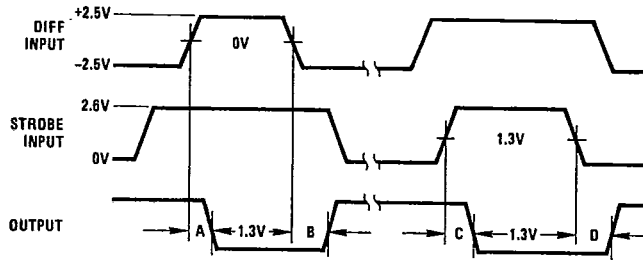 +2.5V
DIFF
INPUT
0V
−2.5V
2.6V
STROBE
INPUT
1.3V
0V
OUTPUT
A
1.3V
B
C
1.3V
D